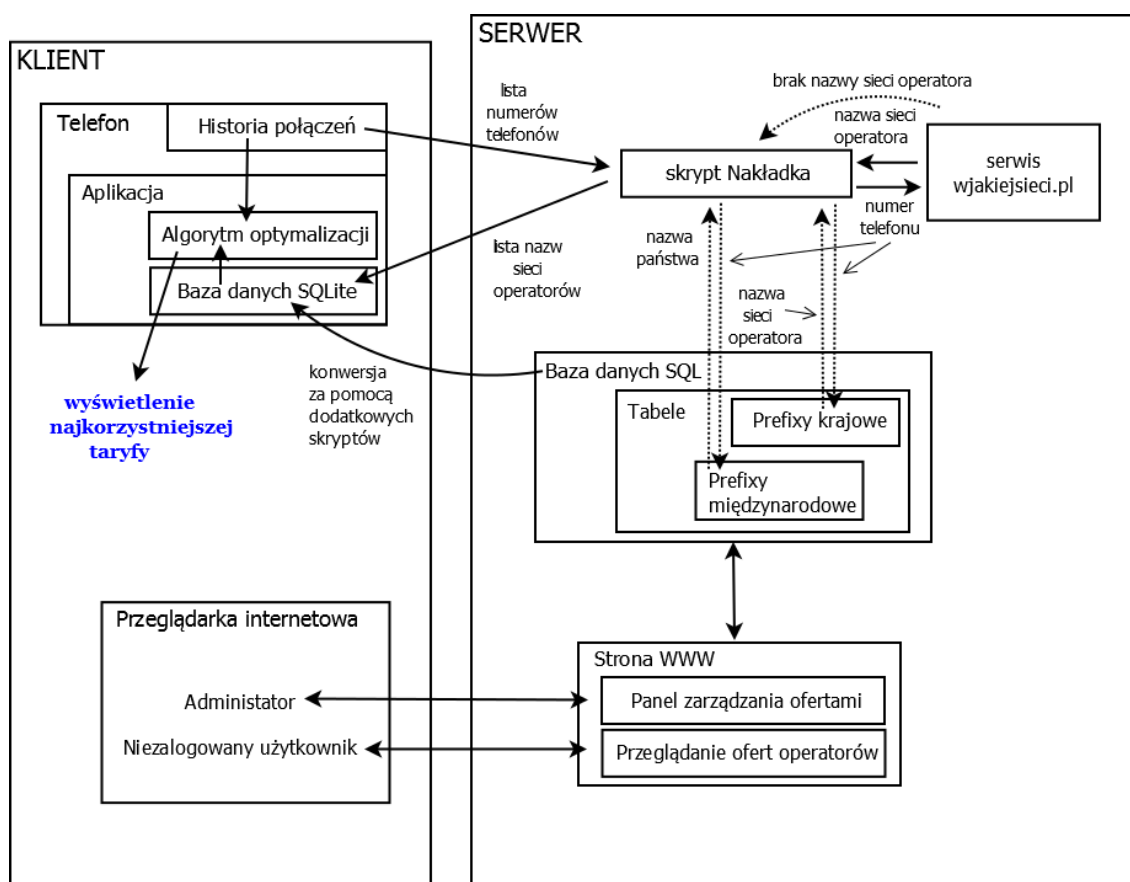 KLIENT
Telefon
Historia połączeń
Aplikacja
Algorytm optymalizacji
Baza danych SQLite
wyświetlenie
najkorzystniejszej
taryfy
konwersja
za pomocą
dodatkowych
skryptów
Przeglądarka internetowa
Administator
Niezalogowany użytkownik
SERWER
lista
numerów
telefonów
lista nazw
sieci
operatorów
skrypt Nakładka
brak nazwy sieci operatora
nazwa sieci
operatora
serwis
wjakiejsieci.pl
numer
telefonu
nazwa
państwa
nazwa
sieci
operatora
Baza danych SQL
Tabele
Prefixy krajowe
Prefixy
międzynarodowe
Strona WWW
Panel zarządzania ofertami
Przeglądanie ofert operatorów